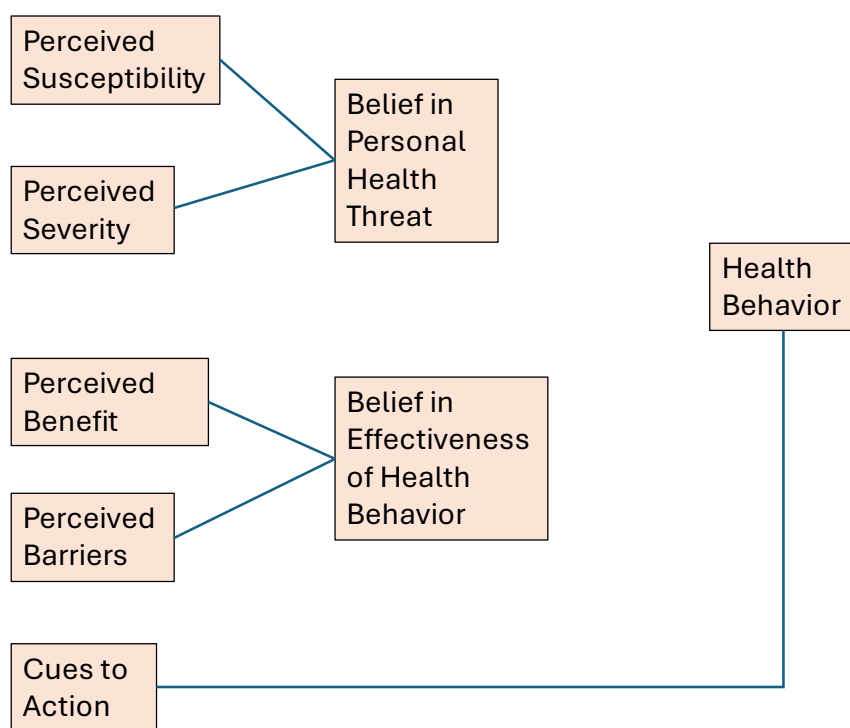 Perceived
Susceptibility
Belief in
Personal
Health
Threat
Perceived
Severity
Health
Behavior
Perceived
Benefit
Belief in
Effectiveness
of Health
Behavior
Perceived
Barriers
Cues to
Action